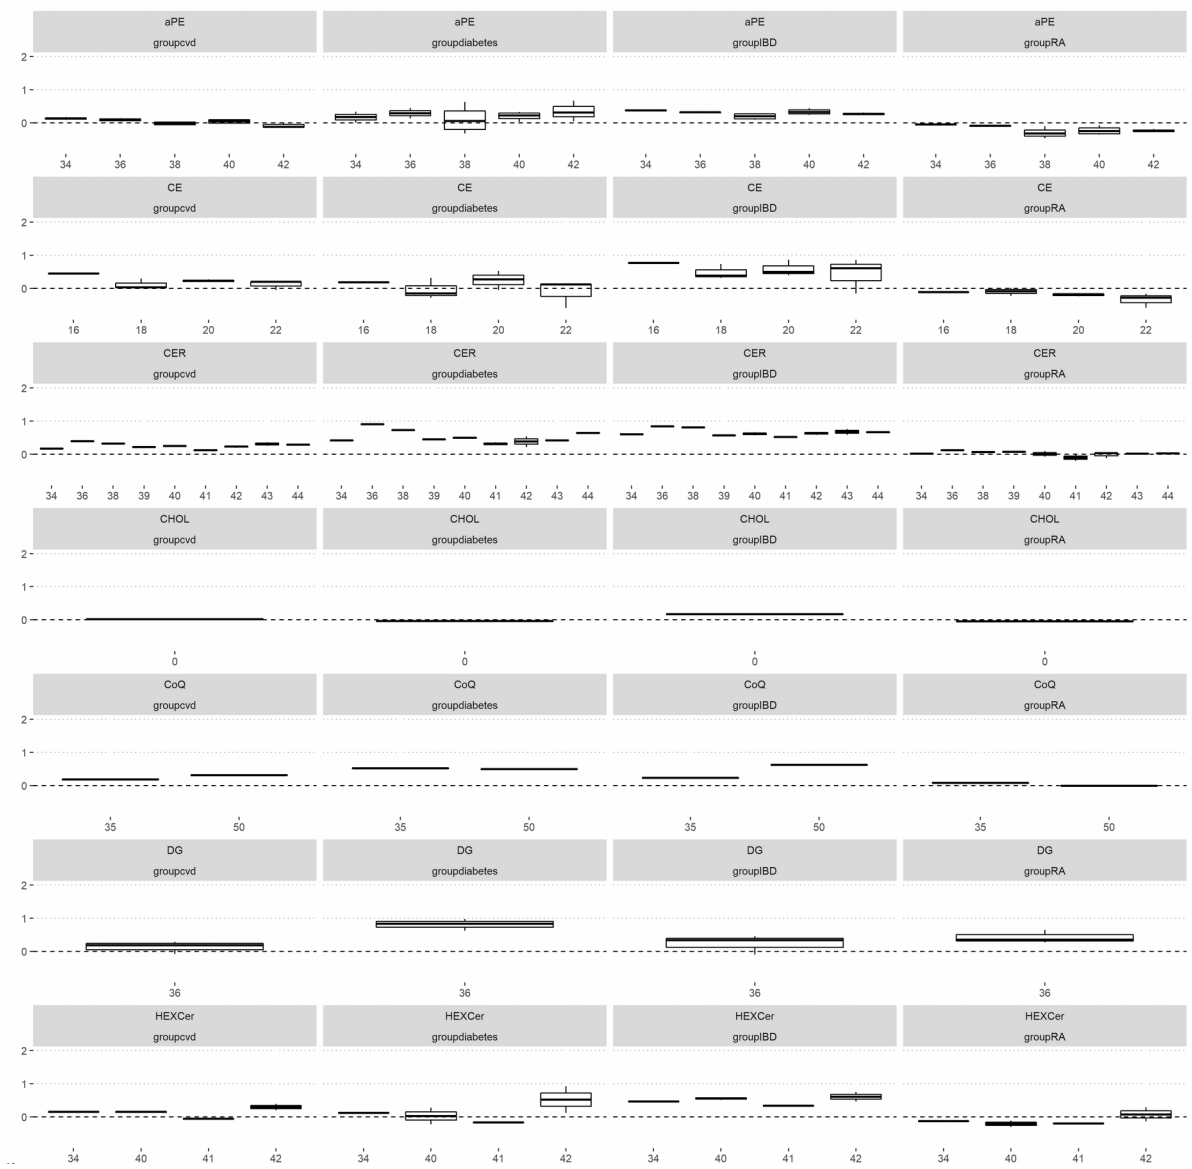 aPE aPE aPE aPE
groupcvd groupdiabetes groupIBD groupRA
2
1
0
34 36 38 40 42 34 36 38 40 42 34 36 38 40 42 34 36 38 40 42
CE CE CE CE
groupcvd groupdiabetes groupIBD groupRA
2
1
0
16 18 20 22 16 18 20 22 16 18 20 22 16 18 20 22
CER CER CER CER
groupcvd groupdiabetes groupIBD groupRA
2
1
0
34 36 38 39 40 41 42 43 44 34 36 38 39 40 41 42 43 44 34 36 38 39 40 41 42 43 44 34 36 38 39 40 41 42 43 44
CHOL CHOL CHOL CHOL
groupcvd groupdiabetes groupIBD groupRA
2
1
0
0 0 0 0
CoQ CoQ CoQ CoQ
groupcvd groupdiabetes groupIBD groupRA
2
1
0
35 50 35 50 35 50 35 50
DG DG DG DG
groupcvd groupdiabetes groupIBD groupRA
2
1
0
36 36 36 36
HEXCer HEXCer HEXCer HEXCer
groupcvd groupdiabetes groupIBD groupRA
2
1
0
34 40 41 42 34 40 41 42 34 40 41 42 34 40 41 42